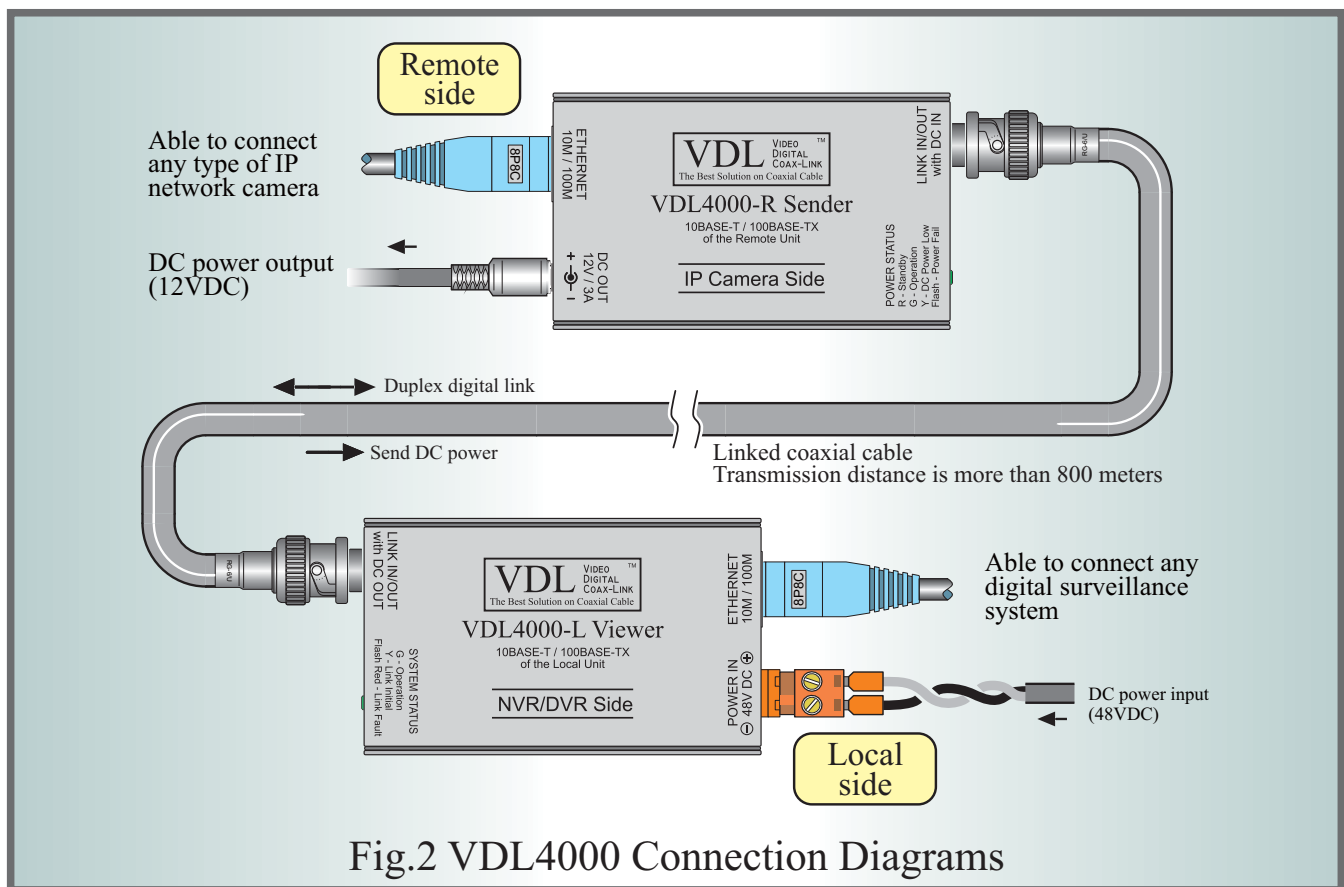 Remote
side
Able to connect
any type of IP
network camera
DC power output
(12VDC)
8P8C
ETHERNET
10M / 100M
DC OUT
12V / 3A
+ −
VDL VIDEO DIGITAL COAX-LINK ™
The Best Solution on Coaxial Cable
VDL4000-R Sender
10BASE-T / 100BASE-TX
of the Remote Unit
IP Camera Side
LINK IN/OUT
with DC IN
POWER STATUS
R - Standby
G - Operation
Y - DC Power Low
Flash - Power Fail
RG-6/U
Duplex digital link
Send DC power
Linked coaxial cable
Transmission distance is more than 800 meters
RG-6/U
LINK IN/OUT
with DC OUT
SYSTEM STATUS
G - Operation
Y - Link Initial
Flash Red - Link Fault
VDL VIDEO DIGITAL COAX-LINK ™
The Best Solution on Coaxial Cable
VDL4000-L Viewer
10BASE-T / 100BASE-TX
of the Local Unit
NVR/DVR Side
ETHERNET
10M / 100M
POWER IN
⊖ 48V DC ⊕
8P8C
Able to connect any
digital surveillance
system
DC power input
(48VDC)
Local
side
Fig.2 VDL4000 Connection Diagrams